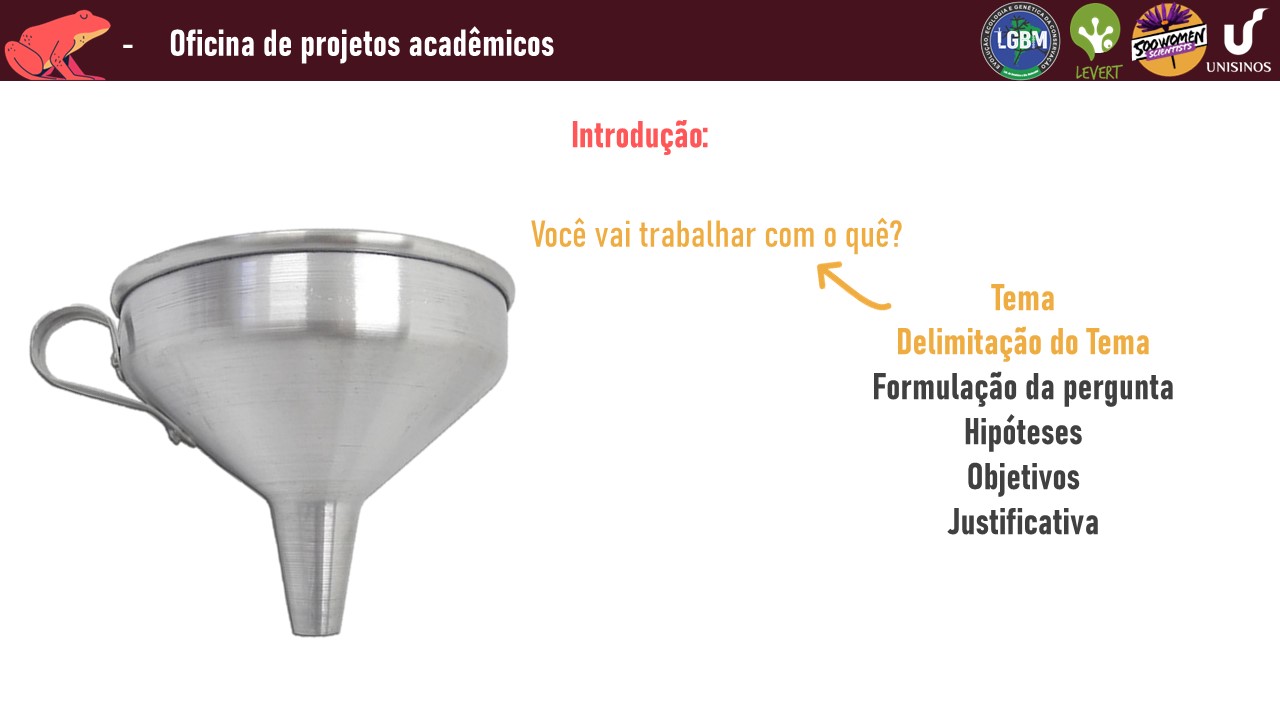 - Oficina de projetos acadêmicos
EVOLUÇÃO ECOLOGIA E GENÉTICA DA CONSERVAÇÃO
LGBM
LEVERT
500 WOMEN
SCIENTISTS
UNISINOS
Introdução:
Você vai trabalhar com o quê?
Tema
Delimitação do Tema
Formulação da pergunta
Hipóteses
Objetivos
Justificativa